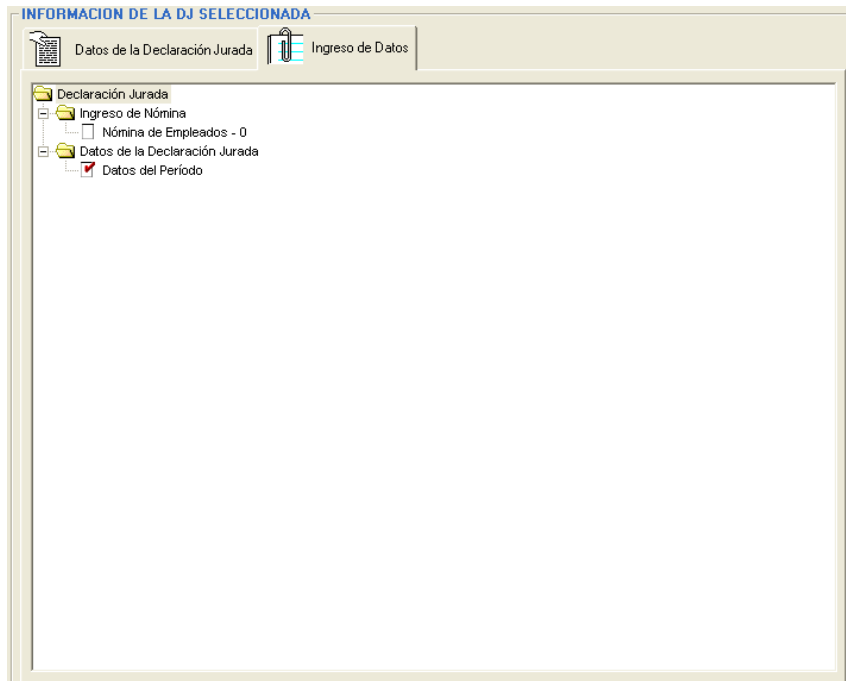 INFORMACION DE LA DJ SELECCIONADA
Datos de la Declaración Jurada
Ingreso de Datos
Declaración Jurada
Ingreso de Nómina
Nómina de Empleados - 0
Datos de la Declaración Jurada
Datos del Período